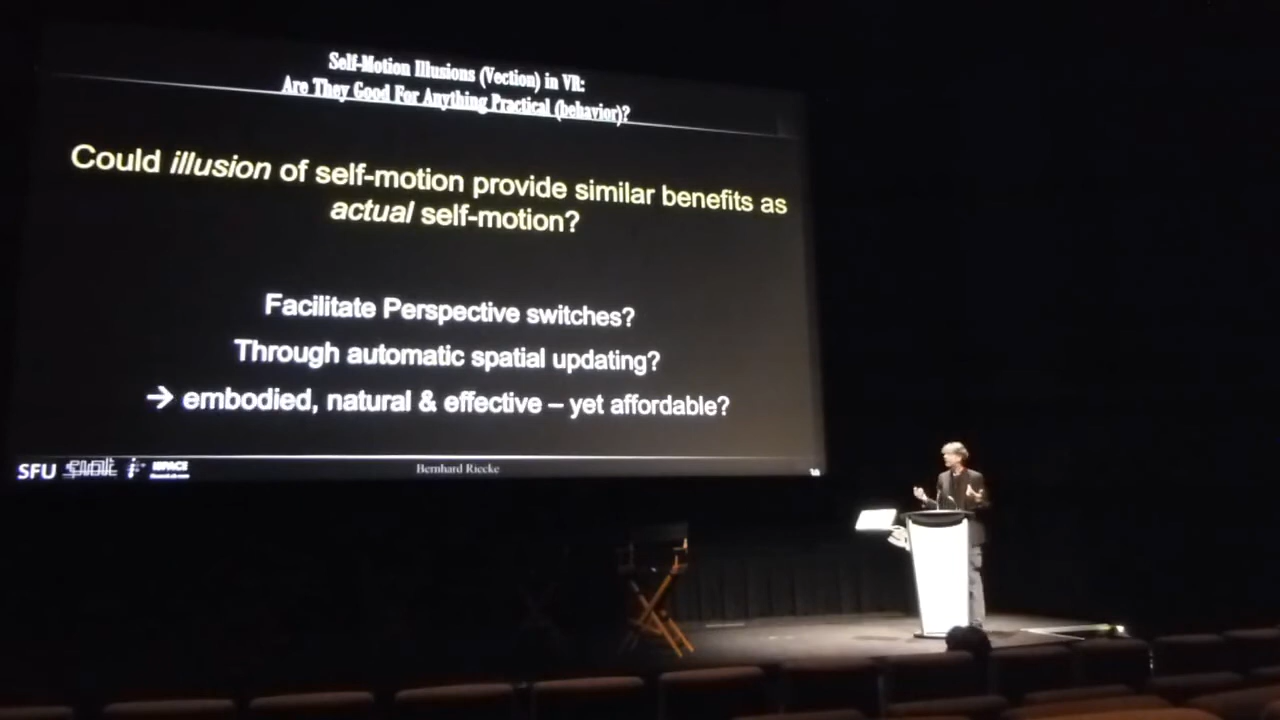 Self-Motion Illusions (Vection) in VR:
Are They Good For Anything Practical (behavior)?
Could illusion of self-motion provide similar benefits as
actual self-motion?
Facilitate Perspective switches?
Through automatic spatial updating?
→ embodied, natural & effective – yet affordable?
SFU
Bernhard Riecke